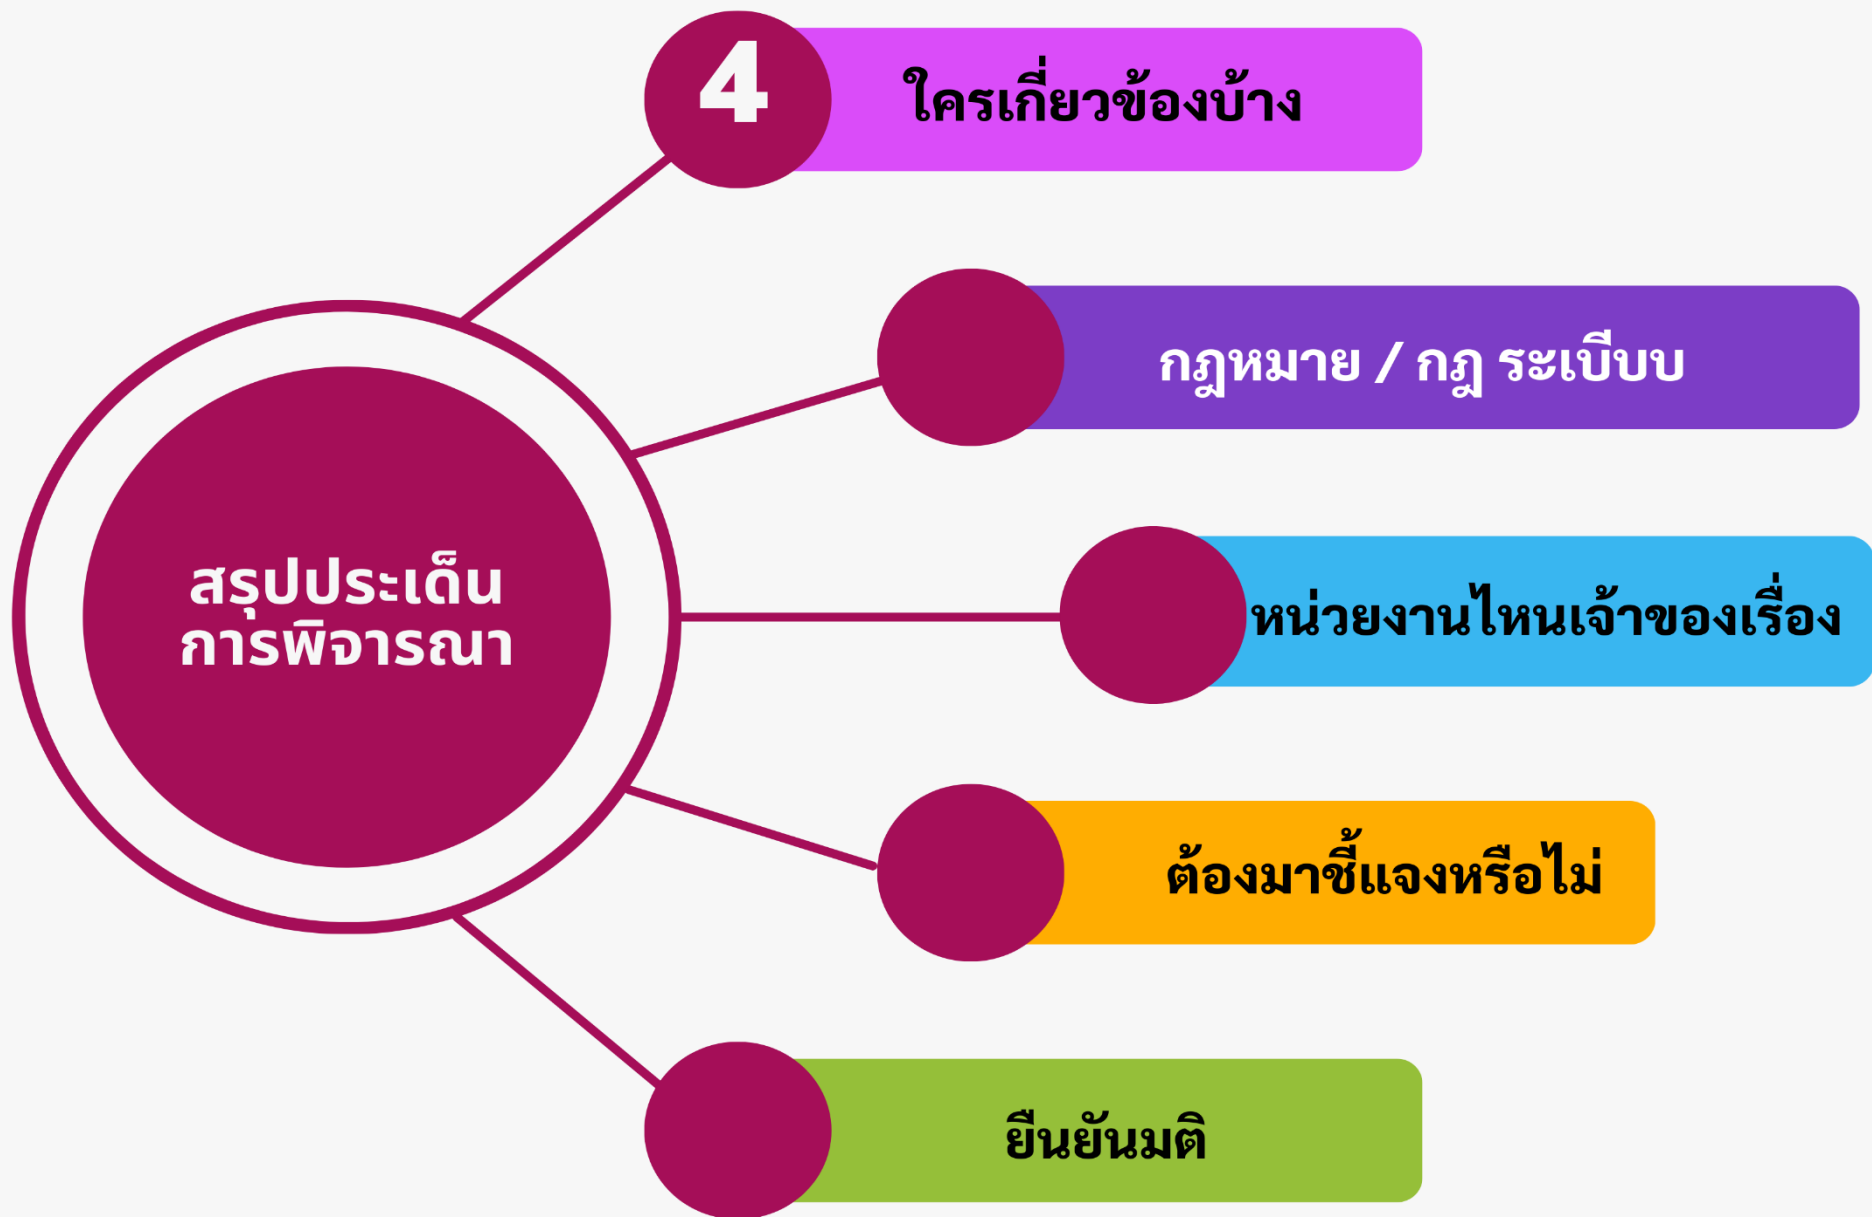 4
ใครเกี่ยวข้องบ้าง
กฎหมาย / กฎ ระเบีบบ
สรุปประเด็น
การพิจารณา
หน่วยงานไหนเจ้าของเรื่อง
ต้องมาชี้แจงหรือไม่
ยืนยันมติ